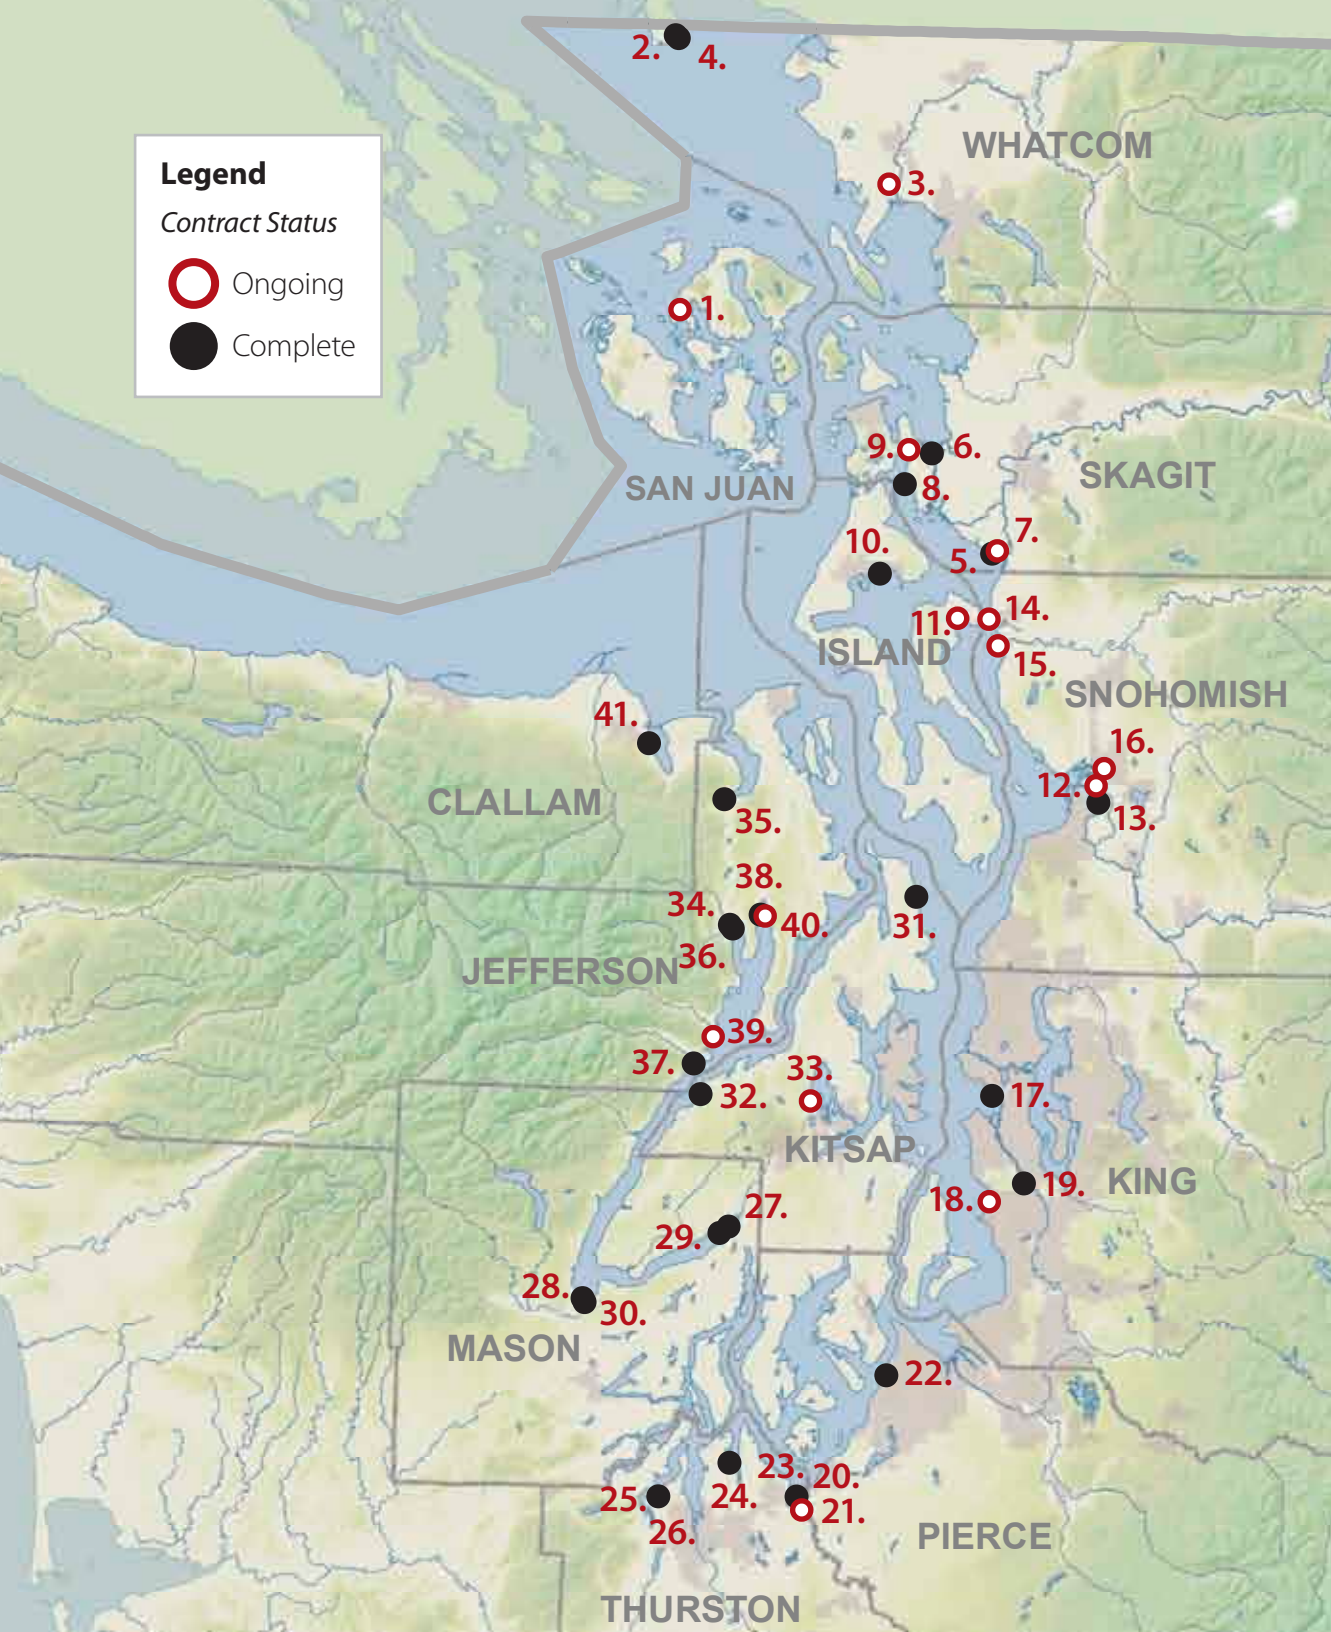 2.
4.
WHATCOM
Legend
Contract Status
Ongoing
Complete
3.
1.
9.
6.
8.
SAN JUAN
SKAGIT
7.
5.
10.
11.
14.
ISLAND
15.
SNOHOMISH
41.
16.
12.
13.
CLALLAM
35.
38.
34.
40.
31.
36.
JEFFERSON
39.
37.
33.
32.
17.
KITSAP
19.
KING
18.
27.
29.
28.
30.
MASON
22.
23.
20.
24.
21.
25.
26.
PIERCE
THURSTON